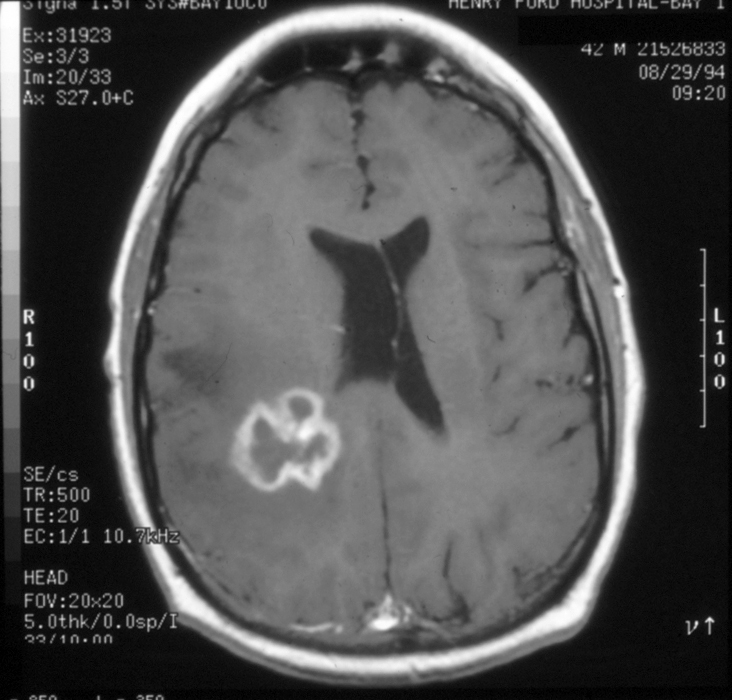 Signa 1.5T SYS#BAY1OC0
HENRY FORD HOSPITAL-BAY 1
Ex:31923
Se:3/3
Im:20/33
Ax S27.0+C
42 M 21526833
08/29/94
09:20
R
1
0
0
L
1
0
0
SE/cs
TR:500
TE:20
EC:1/1 10.7kHz
HEAD
FOV:20x20
5.0thk/0.0sp/I
33/10:00